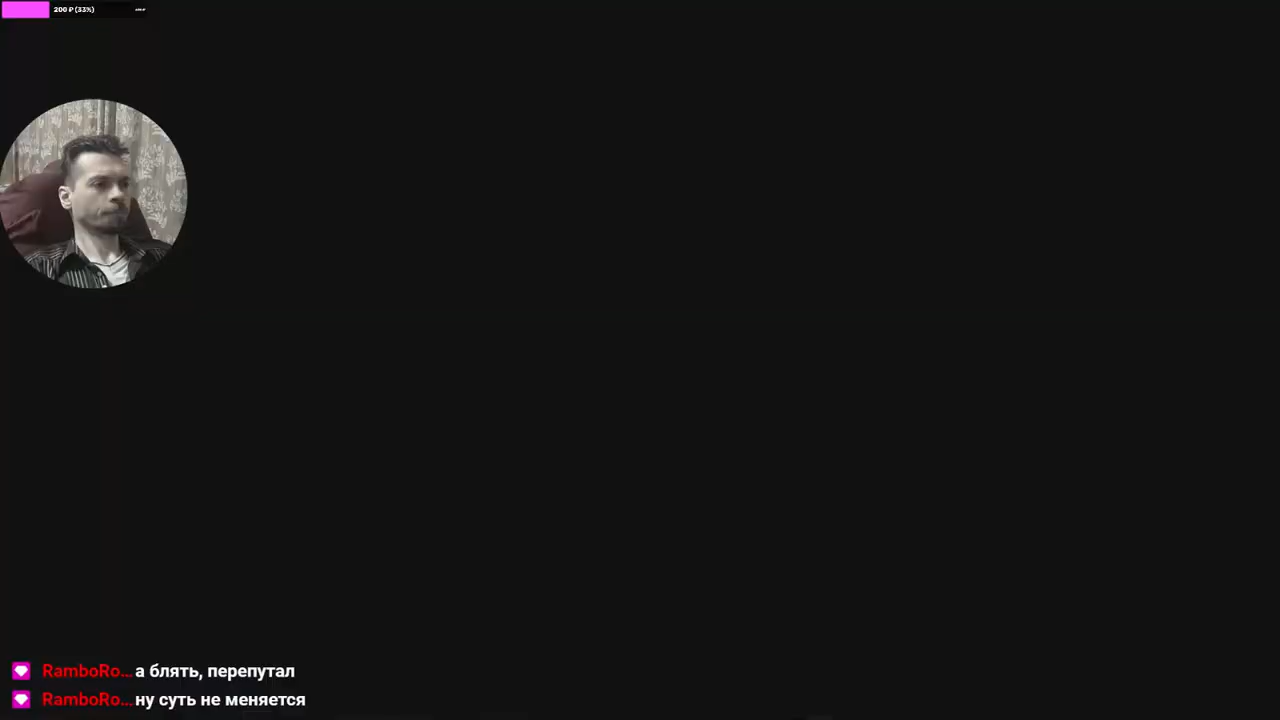 200 ₽ (33%)
RamboRo... а блять, перепутал
RamboRo... ну суть не меняется